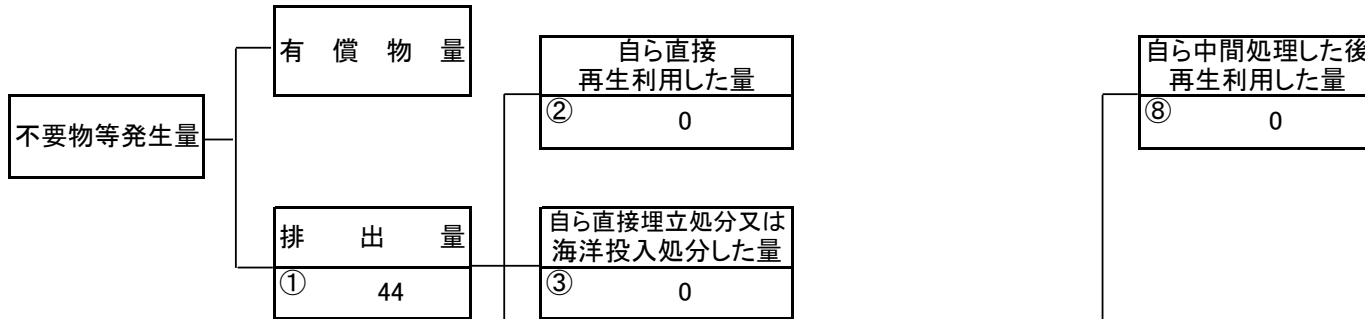 有償物量
自ら直接
再生利用した量
② 0
自ら中間処理した後
再生利用した量
⑧ 0
不要物等発生量
排出量
① 44
自ら直接埋立処分又は
海洋投入処分した量
③ 0